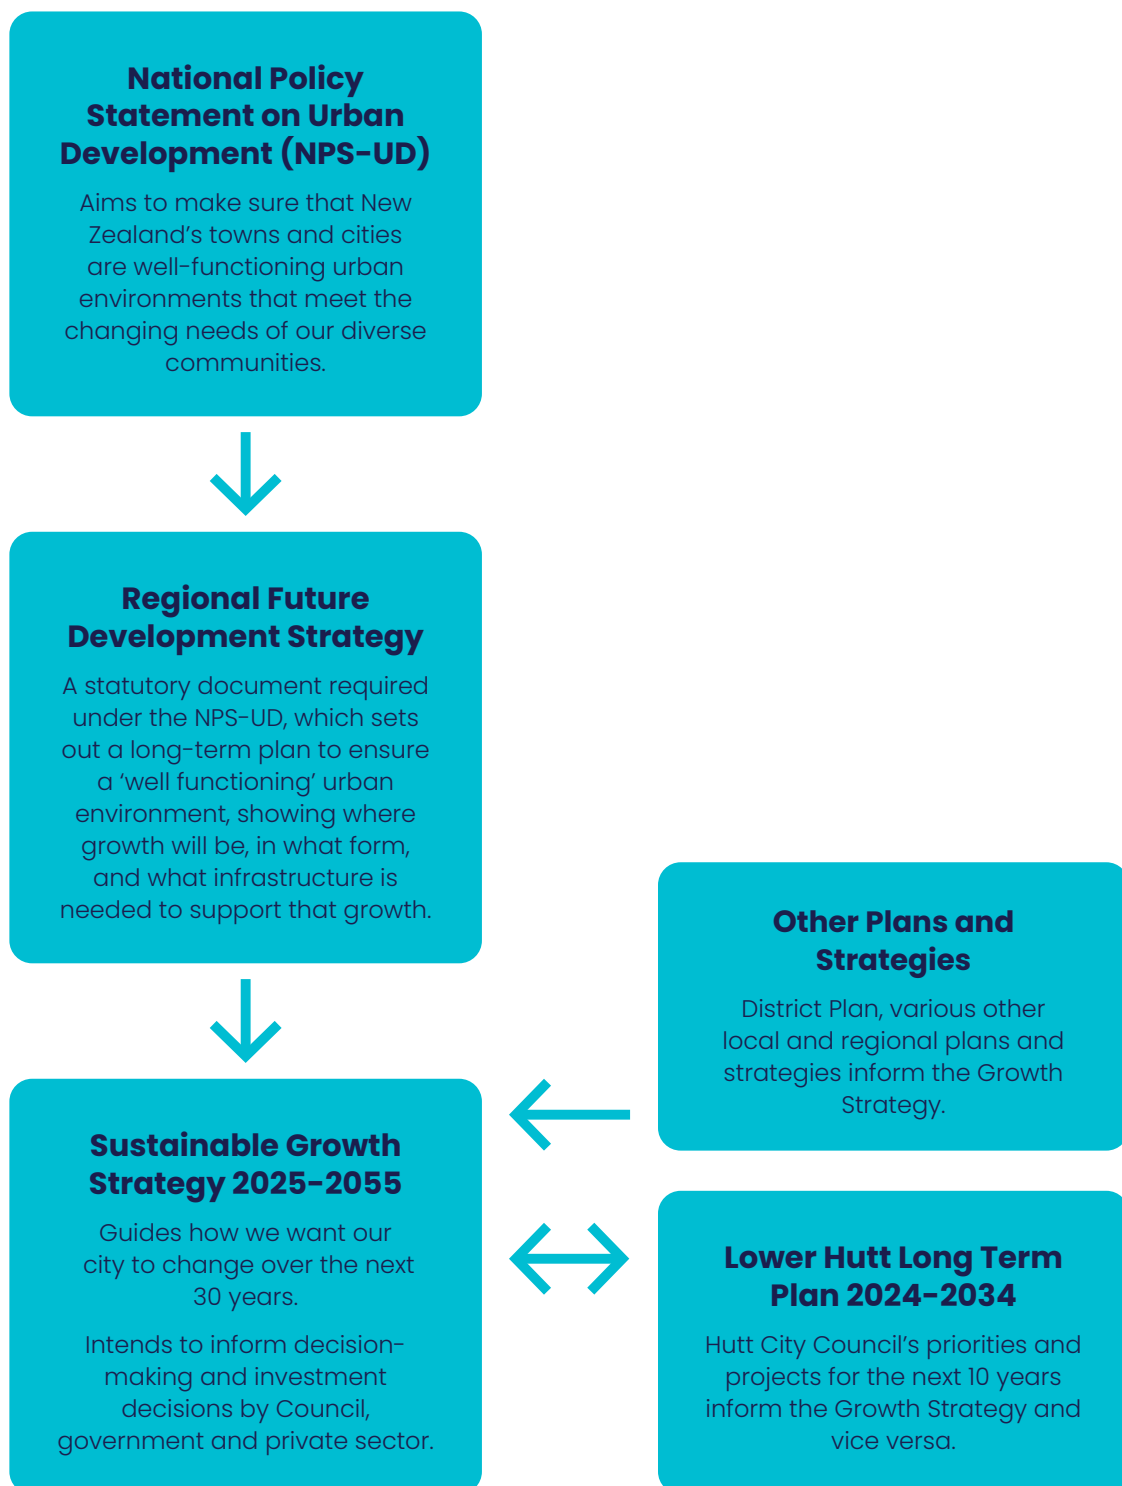 National Policy
Statement on Urban
Development (NPS-UD)
Aims to make sure that New
Zealand’s towns and cities
are well-functioning urban
environments that meet the
changing needs of our diverse
communities.
Regional Future
Development Strategy
A statutory document required
under the NPS-UD, which sets
out a long-term plan to ensure
a ‘well functioning’ urban
environment, showing where
growth will be, in what form,
and what infrastructure is
needed to support that growth.
Other Plans and
Strategies
District Plan, various other
local and regional plans and
strategies inform the Growth
Strategy.
Sustainable Growth
Strategy 2025-2055
Guides how we want our
city to change over the next
30 years.
Intends to inform decision-
making and investment
decisions by Council,
government and private sector.
Lower Hutt Long Term
Plan 2024-2034
Hutt City Council’s priorities and
projects for the next 10 years
inform the Growth Strategy and
vice versa.